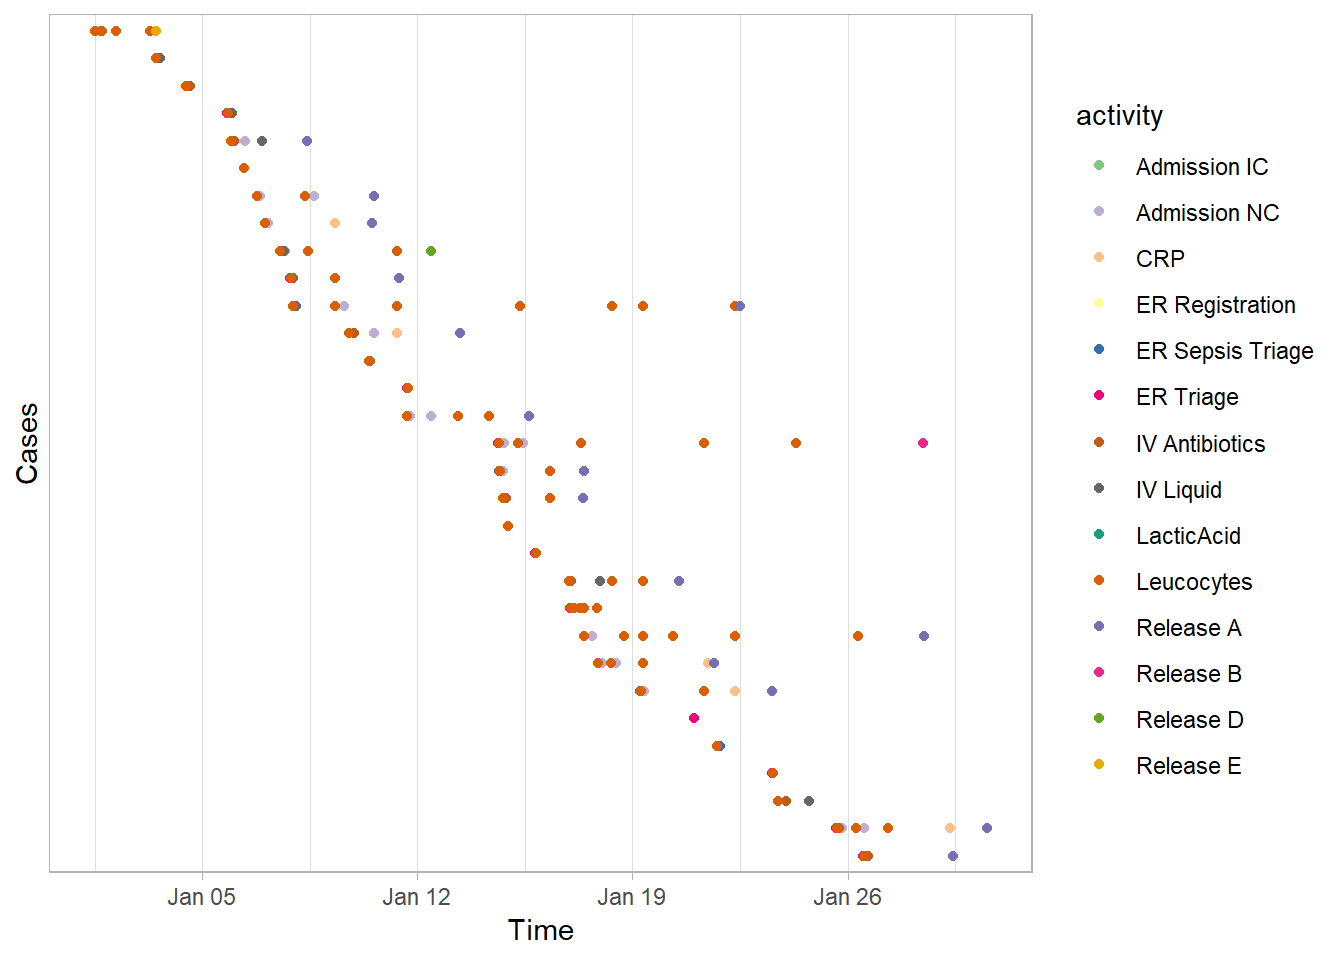 activity
Admission IC
Admission NC
CRP
ER Registration
ER Sepsis Triage
ER Triage
IV Antibiotics
IV Liquid
LacticAcid
Leucocytes
Release A
Release B
Release D
Release E
Cases
Jan 05
Jan 12
Jan 19
Jan 26
Time